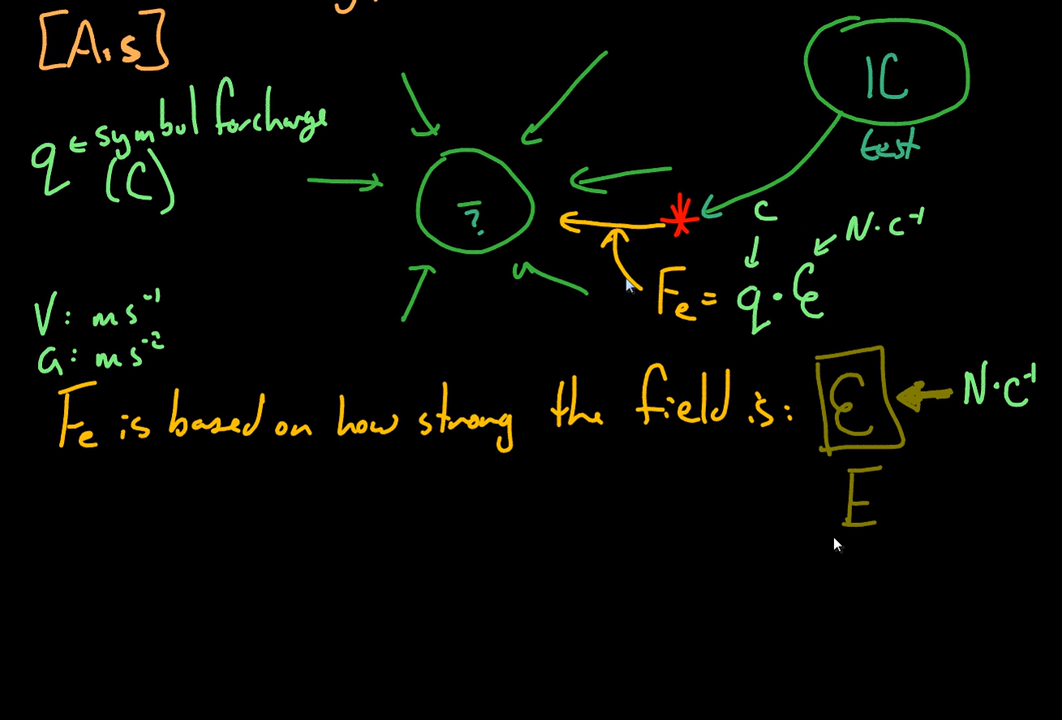 [A.s]
1C
test
q ← symbol for charge
(C)
?
C
N·C⁻¹
Fe = q · ε
V: ms⁻¹
a: ms⁻²
Fe is based on how strong the field is: ε ← N·C⁻¹
E